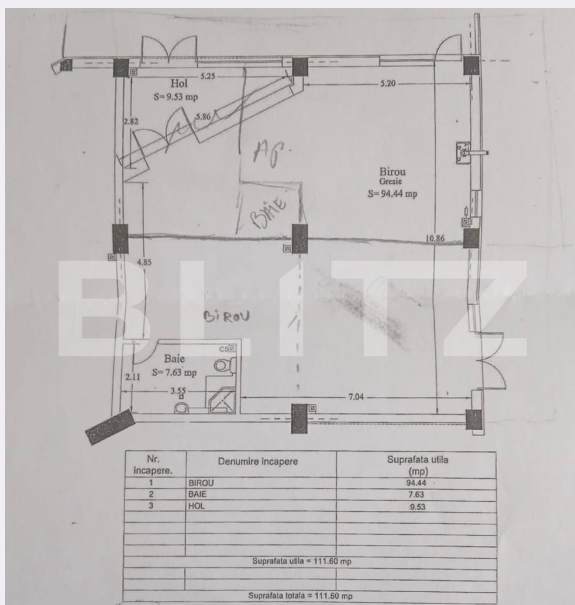 5.25
Hol
S= 9.53 mp
5.20
2.82
5.86
Ap.
Birou
Gresie
S= 94.44 mp
BAIE
10.86
4.85
BLITZ
BIROU
Baie
S= 7.63 mp
2.11
3.55
7.04
Nr. incapere. Denumire incapere Suprafata utila (mp)
1 BIROU 94.44
2 BAIE 7.63
3 HOL 9.53
Suprafata utila = 111.60 mp
Suprafata totala = 111.60 mp